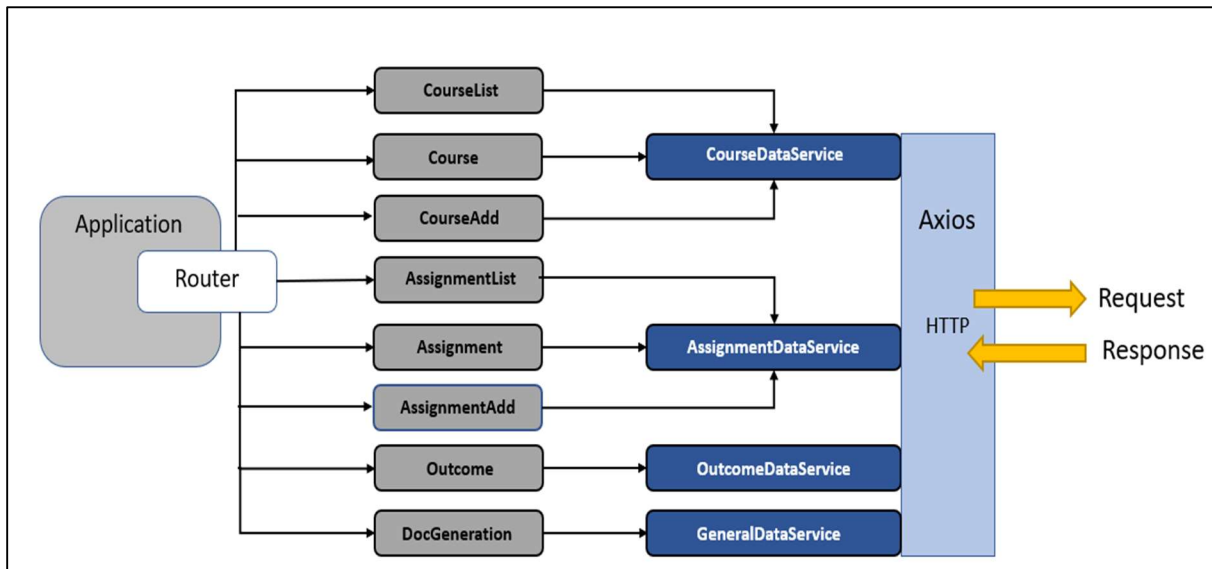 CourseList
Course
CourseDataService
Application
CourseAdd
Axios
Router
AssignmentList
Request
HTTP
Assignment
AssignmentDataService
Response
AssignmentAdd
Outcome
OutcomeDataService
DocGeneration
GeneralDataService